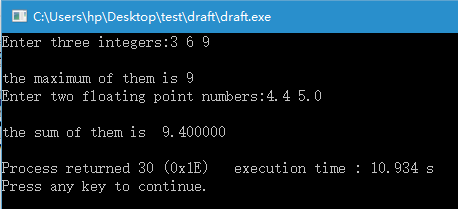 C:\Users\hp\Desktop\test\draft\draft.exe
Enter three integers:3 6 9
the maximum of them is 9
Enter two floating point numbers:4.4 5.0
the sum of them is  9.400000
Process returned 30 (0x1E)   execution time : 10.934 s
Press any key to continue.